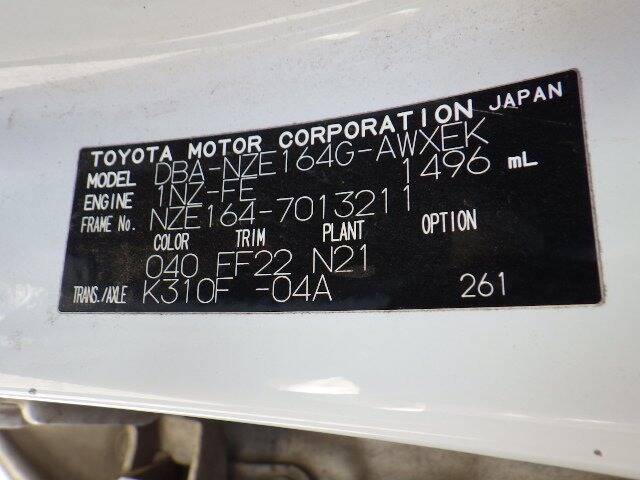 TOYOTA MOTOR CORPORATION JAPAN
MODEL DBA-NZE164G-AWXEK
ENGINE 1NZ-FE 1496 mL
FRAME No. NZE164-7013211
COLOR TRIM PLANT OPTION
040 FF22 N21
TRANS./AXLE K310F -04A 261